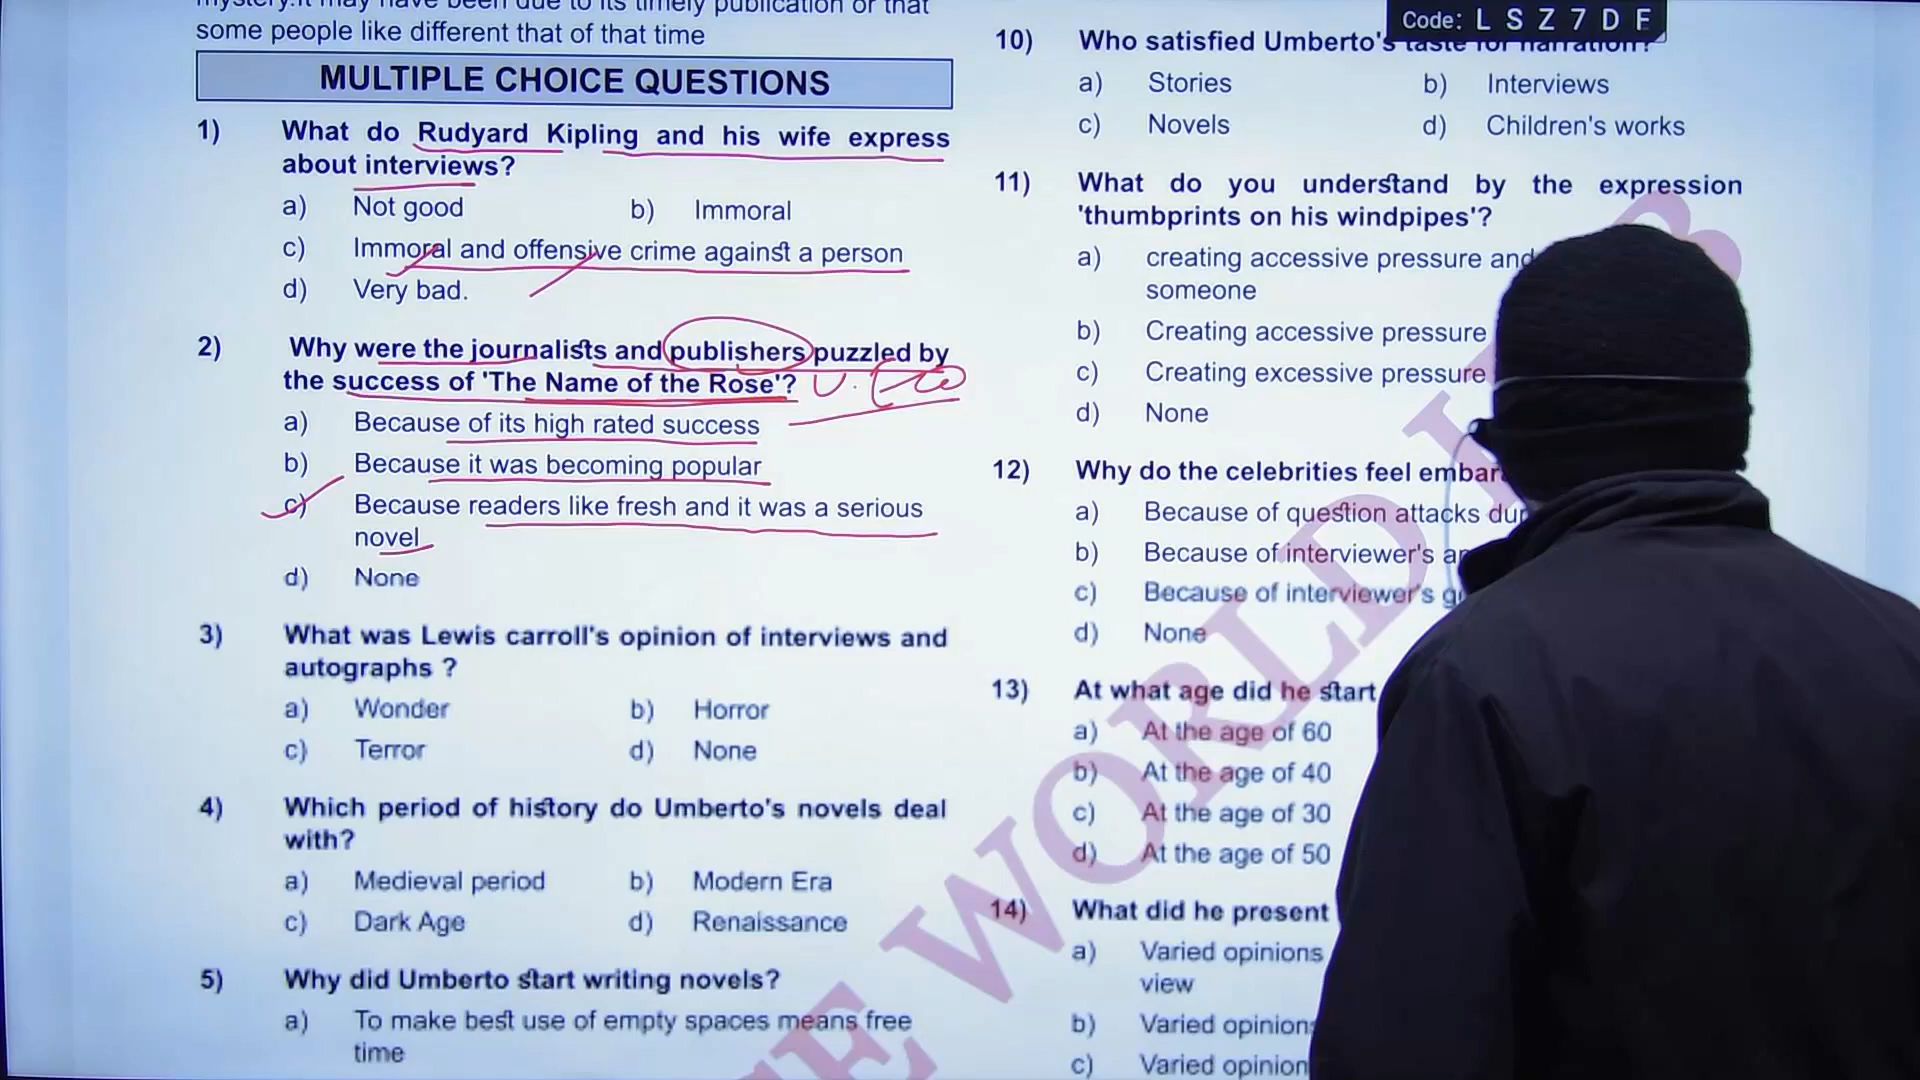 some people like different that of that time
MULTIPLE CHOICE QUESTIONS
1) What do Rudyard Kipling and his wife express
about interviews?
a) Not good b) Immoral
c) Immoral and offensive crime against a person
d) Very bad.
2) Why were the journalists and publishers puzzled by
the success of 'The Name of the Rose'? U. Eco
a) Because of its high rated success
b) Because it was becoming popular
c) Because readers like fresh and it was a serious
novel
d) None
3) What was Lewis carroll's opinion of interviews and
autographs ?
a) Wonder b) Horror
c) Terror d) None
4) Which period of history do Umberto's novels deal
with?
a) Medieval period b) Modern Era
c) Dark Age d) Renaissance
5) Why did Umberto start writing novels?
a) To make best use of empty spaces means free
time
Code: L S Z 7 D F
10) Who satisfied Umberto's taste for narration?
a) Stories b) Interviews
c) Novels d) Children's works
11) What do you understand by the expression
'thumbprints on his windpipes'?
a) creating accessive pressure and
someone
b) Creating accessive pressure
c) Creating excessive pressure
d) None
12) Why do the celebrities feel
a) Because of question attacks
b) Because of interviewer's
c) Because of interviewer's
d) None
13) At what age did he start
a) At the age of 60
b) At the age of 40
c) At the age of 30
d) At the age of 50
14) What did he present
a) Varied opinions
view
b) Varied
c) Varied opinion
WORLD